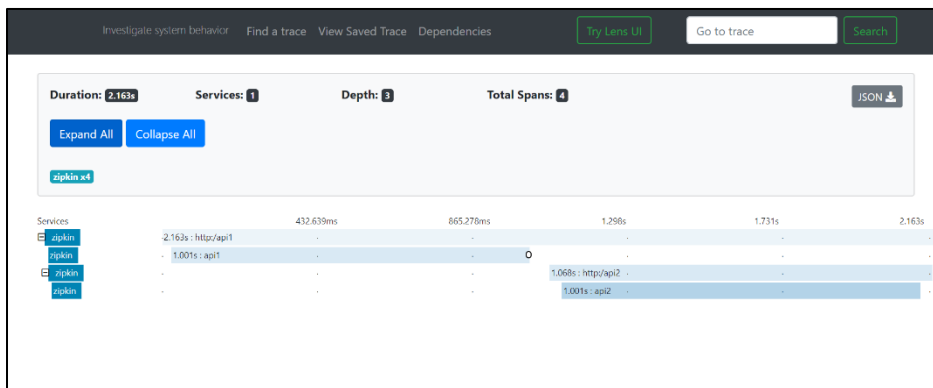 Investigate system behavior Find a trace View Saved Trace Dependencies Try Lens UI Go to trace Search
Duration: 2.163s Services: 1 Depth: 3 Total Spans: 4 JSON
Expand All Collapse All
zipkin x4
Services 432.639ms 865.278ms 1.298s 1.731s 2.163s
zipkin 2.163s : http:/api1
zipkin 1.001s : api1
zipkin 1.068s : http:/api2
zipkin 1.001s : api2